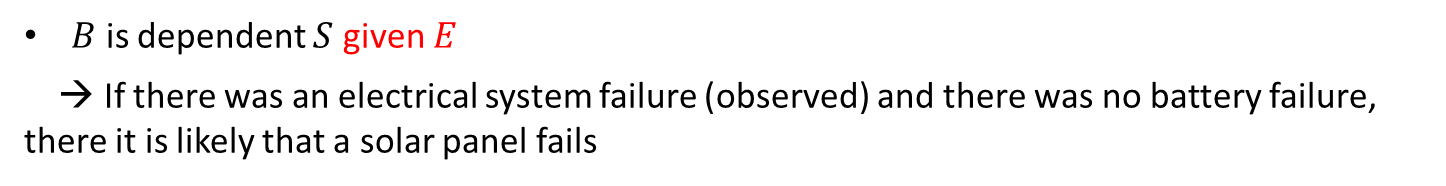 • B is dependent S given E
→ If there was an electrical system failure (observed) and there was no battery failure,
there it is likely that a solar panel fails